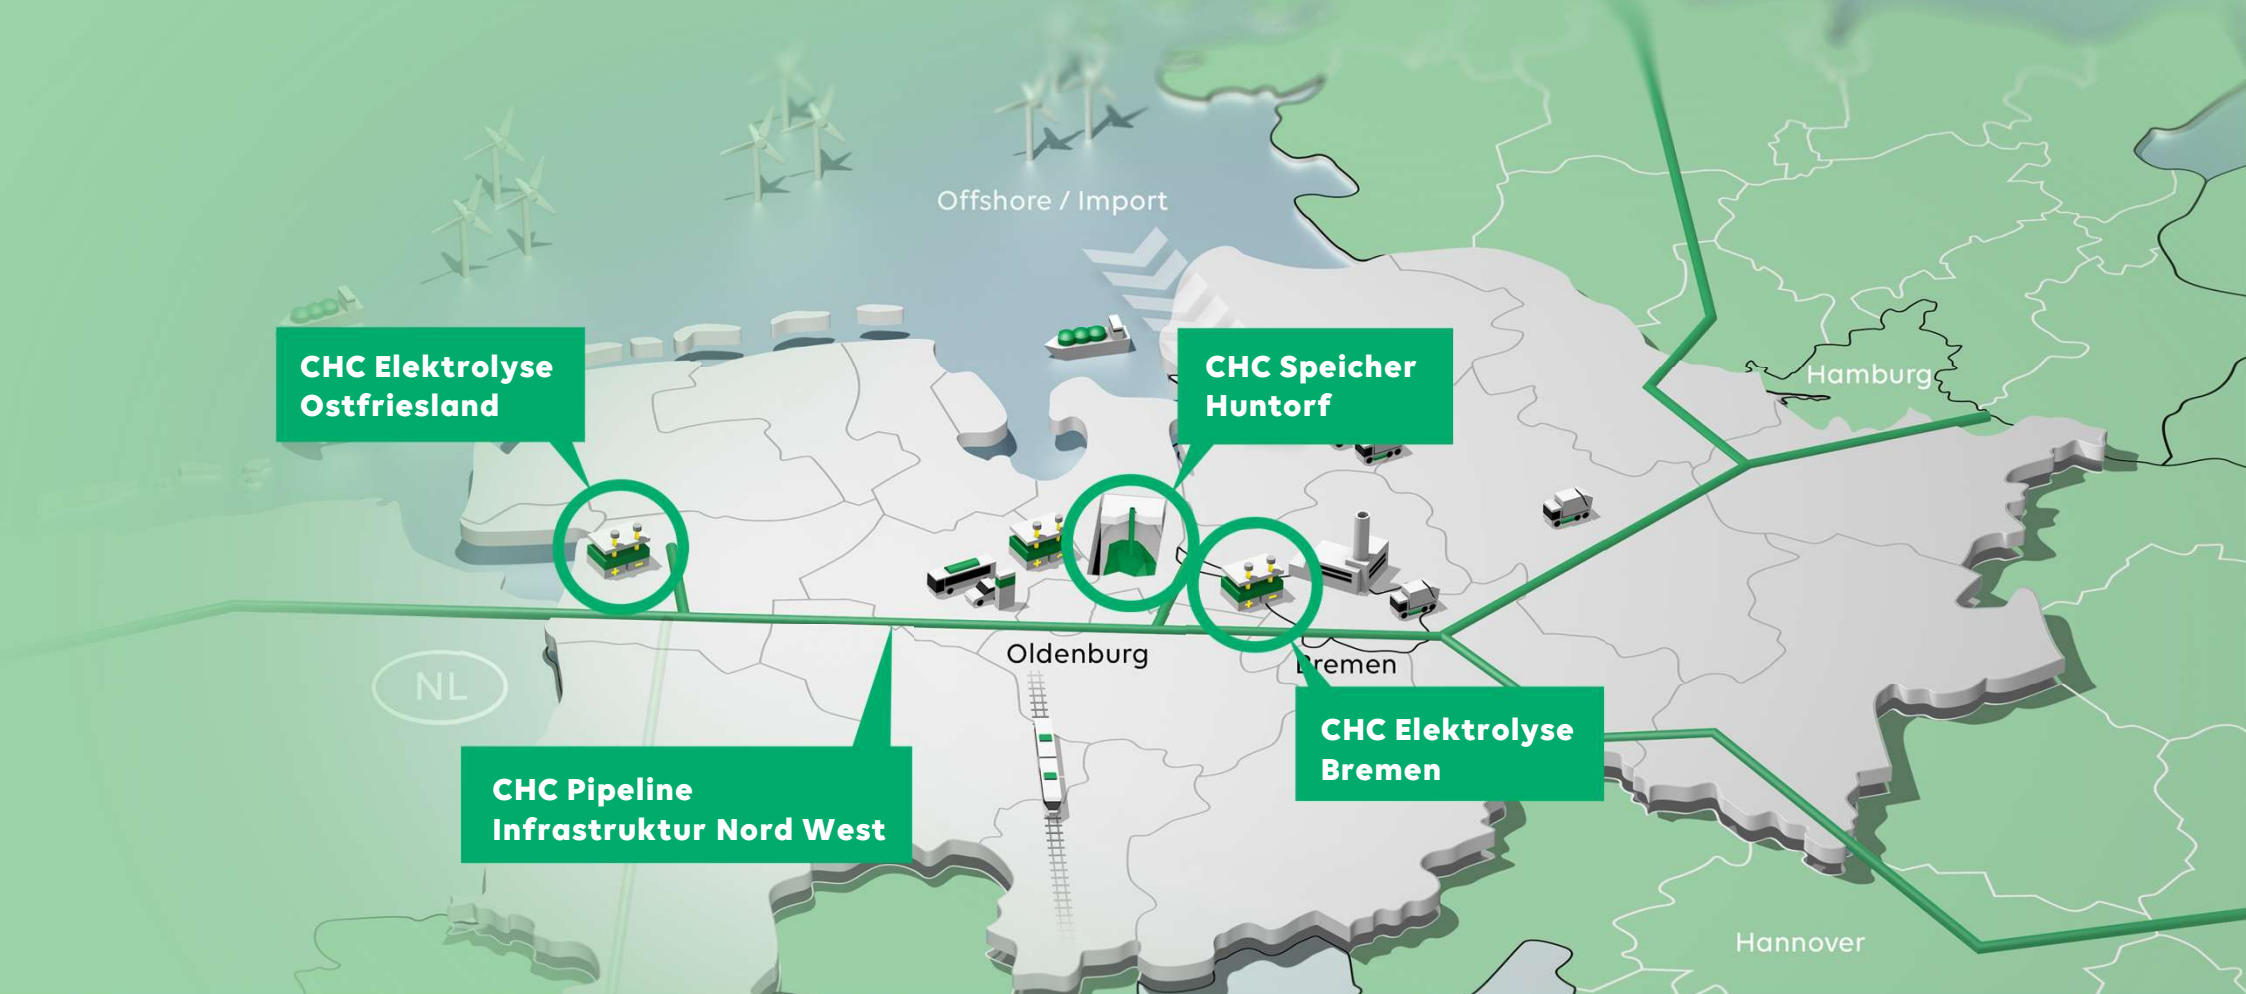 Offshore / Import
CHC Elektrolyse
Ostfriesland
CHC Speicher
Huntorf
Hamburg
Oldenburg
Bremen
NL
CHC Elektrolyse
Bremen
CHC Pipeline
Infrastruktur Nord West
Hannover